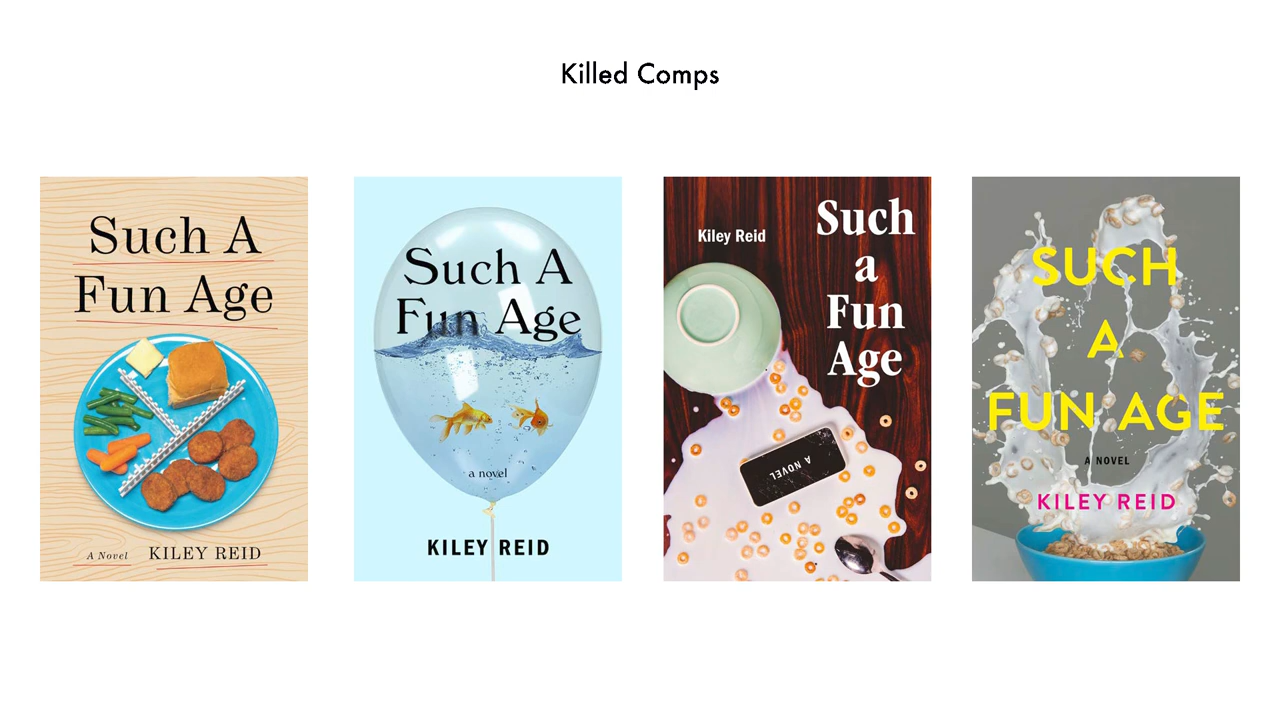 Killed Comps
Such A
Fun Age
A Novel KILEY REID
Such A
Fun Age
a novel
KILEY REID
Kiley Reid
Such
a
Fun
Age
A NOVEL
SUCH
A
FUN AGE
A NOVEL
KILEY REID